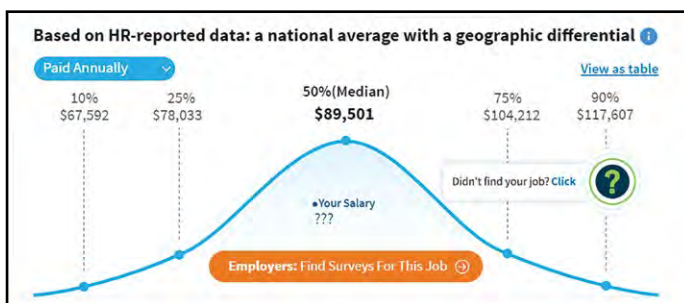 Based on HR-reported data: a national average with a geographic differential i
Paid Annually
View as table
10%
$67,592
25%
$78,033
50%(Median)
$89,501
75%
$104,212
90%
$117,607
Didn't find your job? Click
?
Your Salary
???
Employers: Find Surveys For This Job